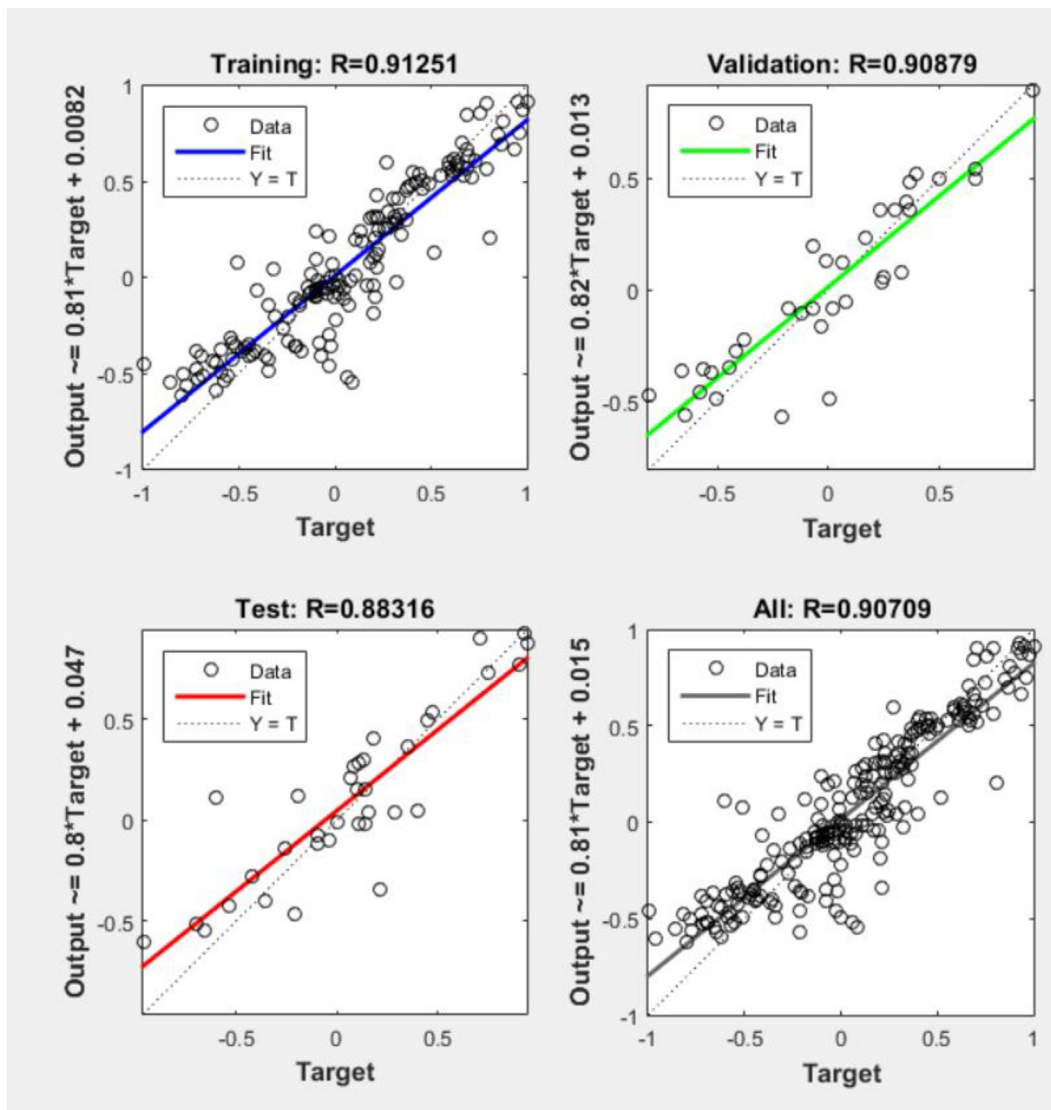 Training: R=0.91251
Output ~= 0.81*Target + 0.0082
1
0.5
0
-0.5
-1
Data
Fit
Y = T
-1
-0.5
0
0.5
1
Target
Validation: R=0.90879
Output ~= 0.82*Target + 0.013
0.5
0
-0.5
Data
Fit
Y = T
-0.5
0
0.5
Target
Test: R=0.88316
Output ~= 0.8*Target + 0.047
0.5
0
-0.5
Data
Fit
Y = T
-0.5
0
0.5
Target
All: R=0.90709
Output ~= 0.81*Target + 0.015
1
0.5
0
-0.5
-1
Data
Fit
Y = T
-1
-0.5
0
0.5
1
Target